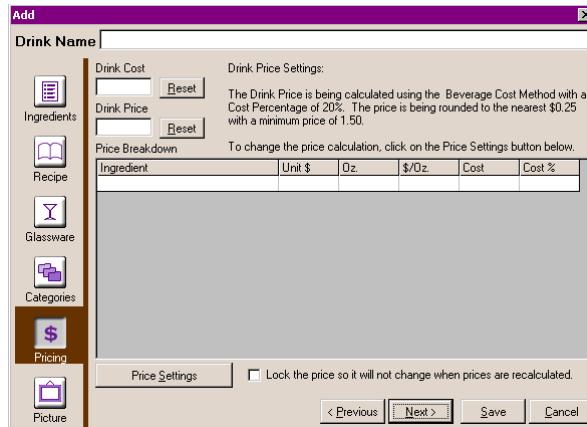 Add
Drink Name
Ingredients
Recipe
Glassware
Categories
$
Pricing
Picture
Drink Cost
Reset
Drink Price
Reset
Drink Price Settings:
The Drink Price is being calculated using the Beverage Cost Method with a
Cost Percentage of 20%. The price is being rounded to the nearest $0.25
with a minimum price of 1.50.
To change the price calculation, click on the Price Settings button below.
Price Breakdown
Ingredient Unit $ Oz. $/Oz. Cost Cost %
Price Settings
Lock the price so it will not change when prices are recalculated.
< Previous Next > Save Cancel